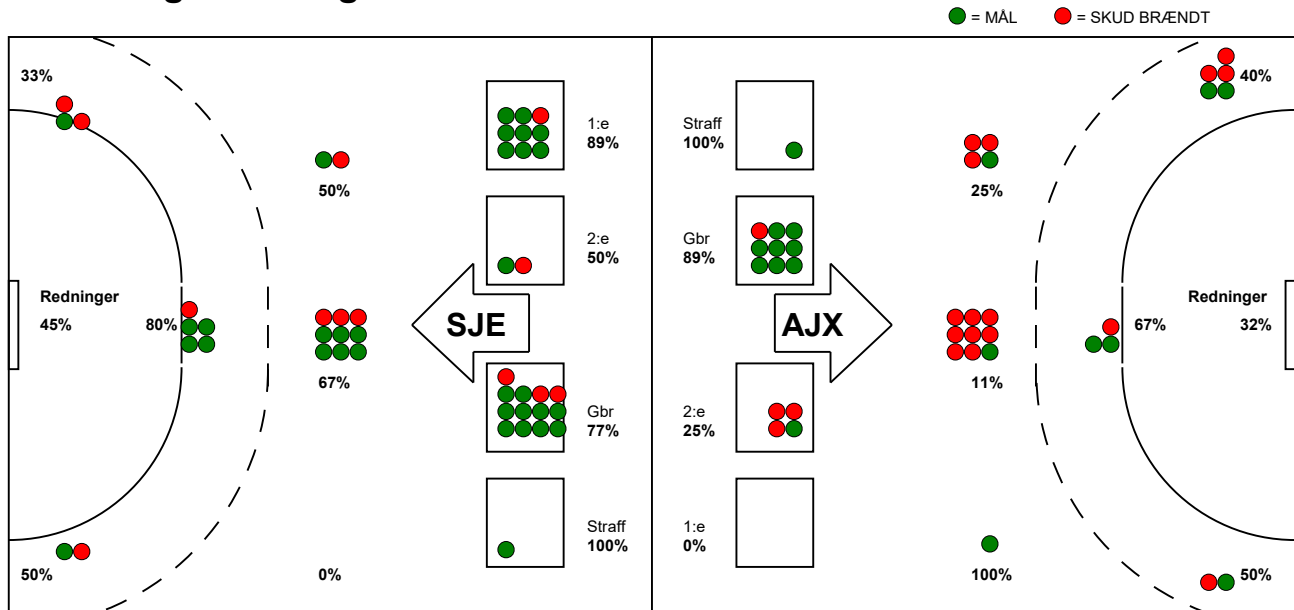 = MÅL
= SKUD BRÆNDT
33%
50%
Redninger
45%
80%
67%
50%
0%
1:e
89%
2:e
50%
SJE
Gbr
77%
Straff
100%
Straff
100%
Gbr
89%
AJX
2:e
25%
1:e
0%
40%
25%
Redninger
32%
67%
11%
100%
50%